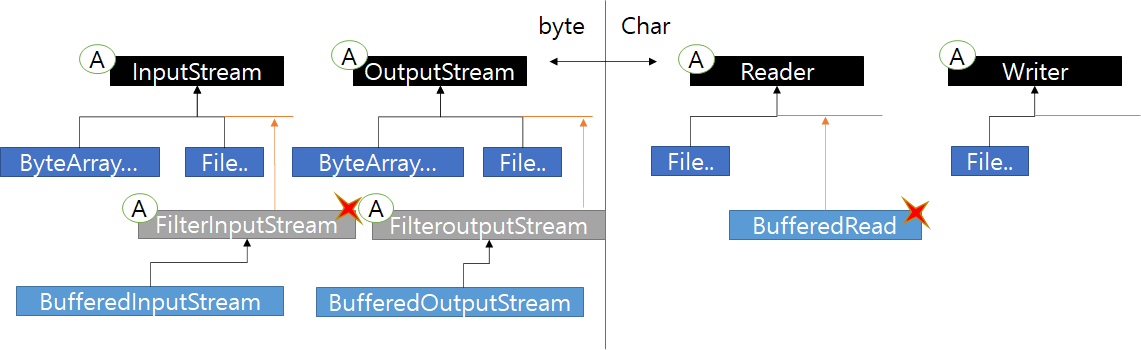 byte
Char
A
InputStream
A
OutputStream
A
Reader
A
Writer
ByteArray...
File..
ByteArray...
File..
File..
File..
A
FilterInputStream
A
FilteroutputStream
BufferedRead
BufferedInputStream
BufferedOutputStream